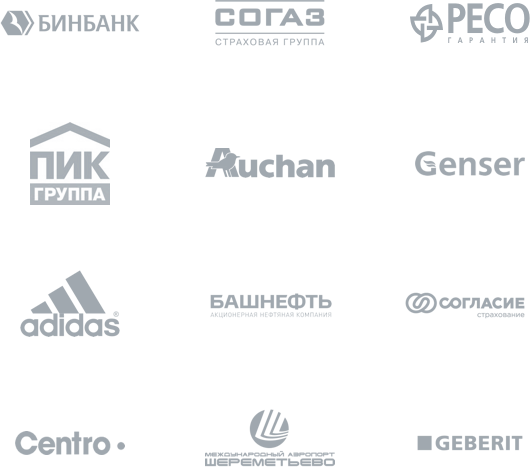 БИНБАНК
СОГАЗ
СТРАХОВАЯ ГРУППА
РЕСО
ГАРАНТИЯ
ПИК
ГРУППА
Auchan
Genser
adidas®
БАШНЕФТЬ
АКЦИОНЕРНАЯ НЕФТЯНАЯ КОМПАНИЯ
СОГЛАСИЕ
страхование
Centro
МЕЖДУНАРОДНЫЙ АЭРОПОРТ
ШЕРЕМЕТЬЕВО
GEBERIT